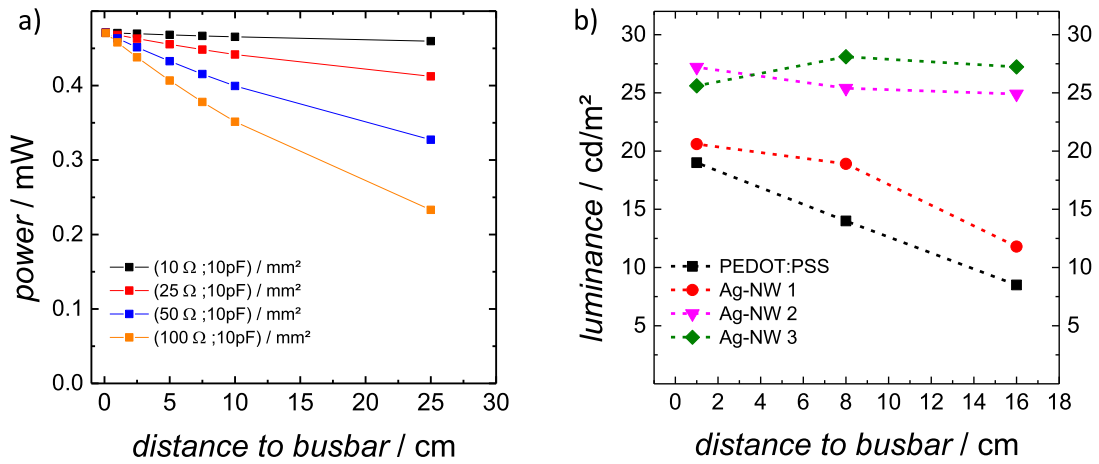 a)
power / mW
0.4
0.3
0.2
0.1
0.0
(10 Ω ;10pF) / mm²
(25 Ω ;10pF) / mm²
(50 Ω ;10pF) / mm²
(100 Ω ;10pF) / mm²
0 5 10 15 20 25 30
distance to busbar / cm
b)
luminance / cd/m²
30 30
25 25
20 20
15 15
10 10
5 5
PEDOT:PSS
Ag-NW 1
Ag-NW 2
Ag-NW 3
0 2 4 6 8 10 12 14 16 18
distance to busbar / cm